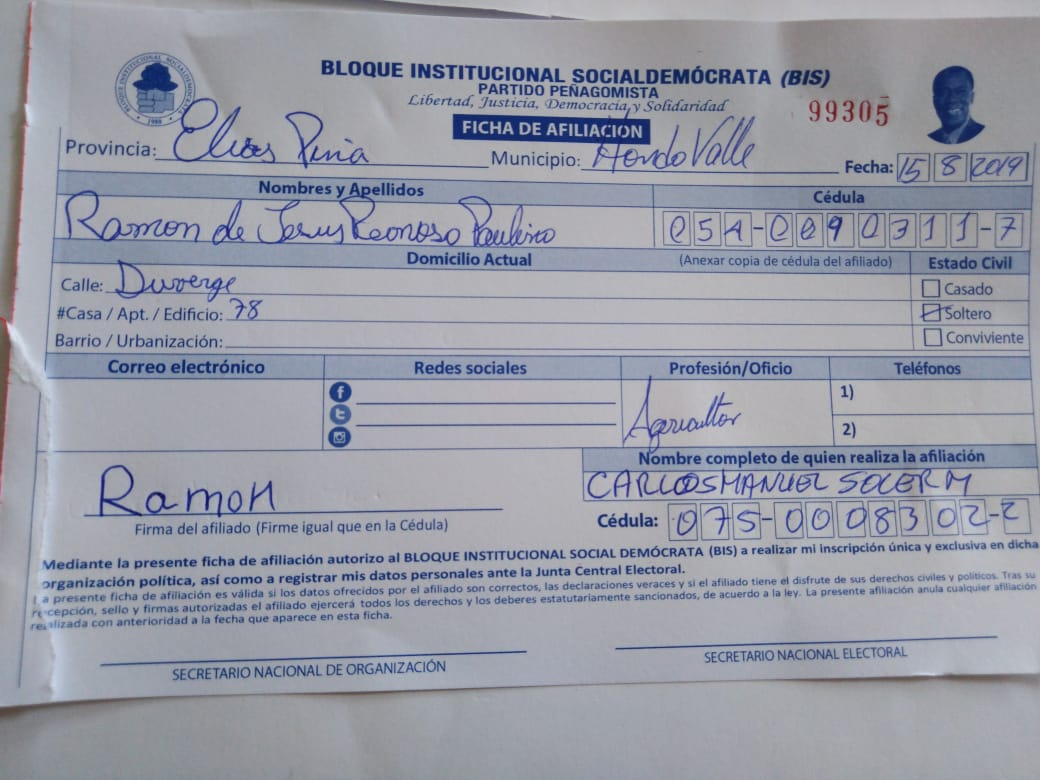 BLOQUE INSTITUCIONAL SOCIALDEMÓCRATA (BIS)
PARTIDO PEÑAGOMISTA
Libertad, Justicia, Democracia y Solidaridad
99305
FICHA DE AFILIACION
Provincia: Elias Piña Municipio: Hondo Valle Fecha: 15 8 2019
Nombres y Apellidos Cédula
Ramon de Jesus Reonoso Paulino 054-0090311-7
Domicilio Actual (Anexar copia de cédula del afiliado) Estado Civil
Calle: Duverge Casado
#Casa / Apt. / Edificio: 78 Soltero
Barrio / Urbanización: Conviviente
Correo electrónico Redes sociales Profesión/Oficio Teléfonos
Agricultor 1)
2)
Nombre completo de quien realiza la afiliación
Ramon CARLOS MANUEL SOLER M
Firma del afiliado (Firme igual que en la Cédula) Cédula: 075-0008302-2
Mediante la presente ficha de afiliación autorizo al BLOQUE INSTITUCIONAL SOCIAL DEMÓCRATA (BIS) a realizar mi inscripción única y exclusiva en dicha
organización política, así como a registrar mis datos personales ante la Junta Central Electoral.
La presente ficha de afiliación es válida si los datos ofrecidos por el afiliado son correctos, las declaraciones veraces y si el afiliado tiene el disfrute de sus derechos civiles y políticos. Tras su
recepción, sello y firmas autorizadas el afiliado ejercerá todos los derechos y los deberes estatutariamente sancionados, de acuerdo a la ley. La presente afiliación anula cualquier afiliación
realizada con anterioridad a la fecha que aparece en esta ficha.
SECRETARIO NACIONAL DE ORGANIZACIÓN SECRETARIO NACIONAL ELECTORAL